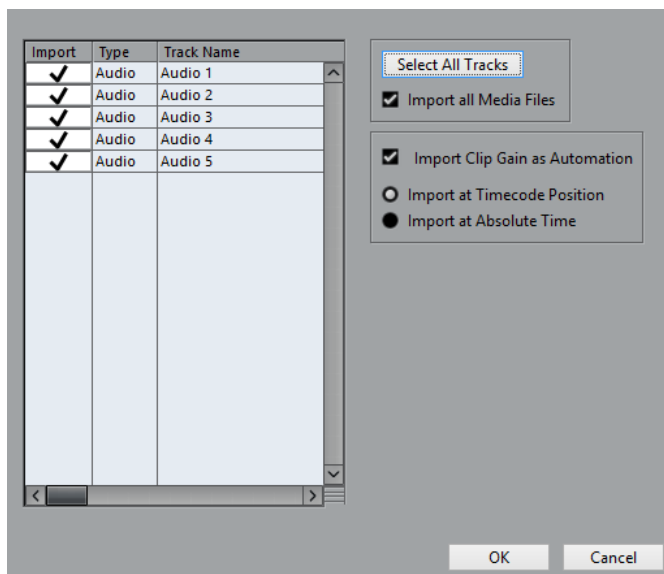 Import Type Track Name
Audio Audio 1
Audio Audio 2
Audio Audio 3
Audio Audio 4
Audio Audio 5
Select All Tracks
Import all Media Files
Import Clip Gain as Automation
Import at Timecode Position
Import at Absolute Time
OK Cancel